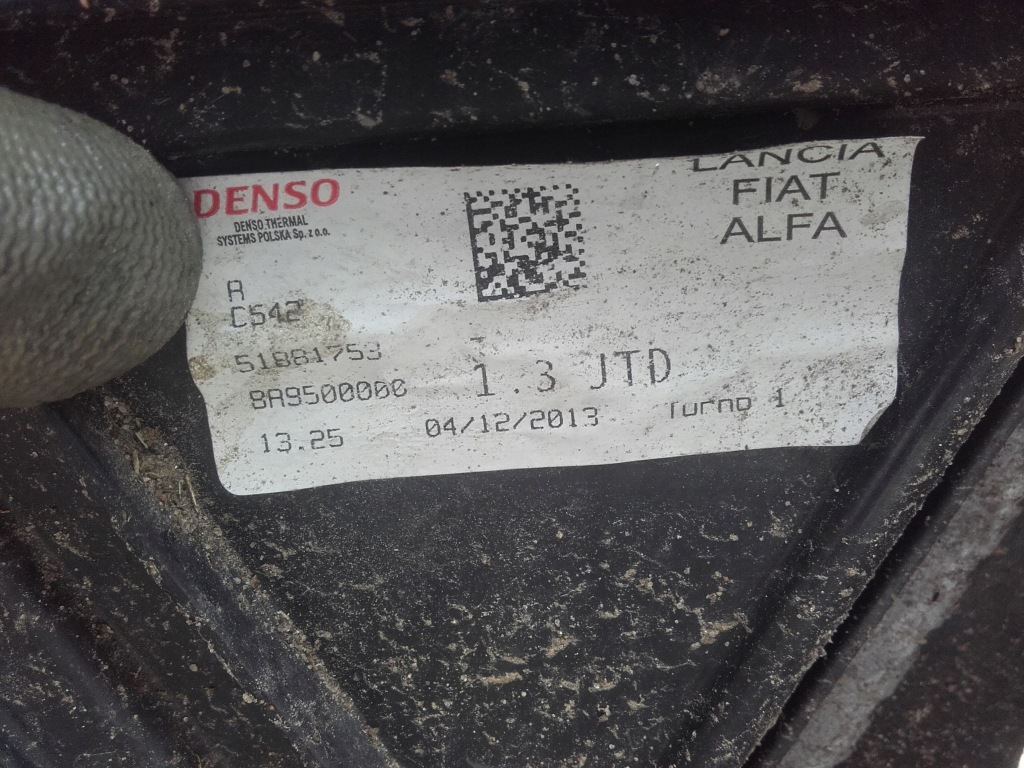 DENSO
DENSO THERMAL
SYSTEMS POLSKA Sp. z o.o.
LANCIA
FIAT
ALFA
A
C542
51881753
8A9500000
1.3 JTD
13.25
04/12/2013
Turno 1